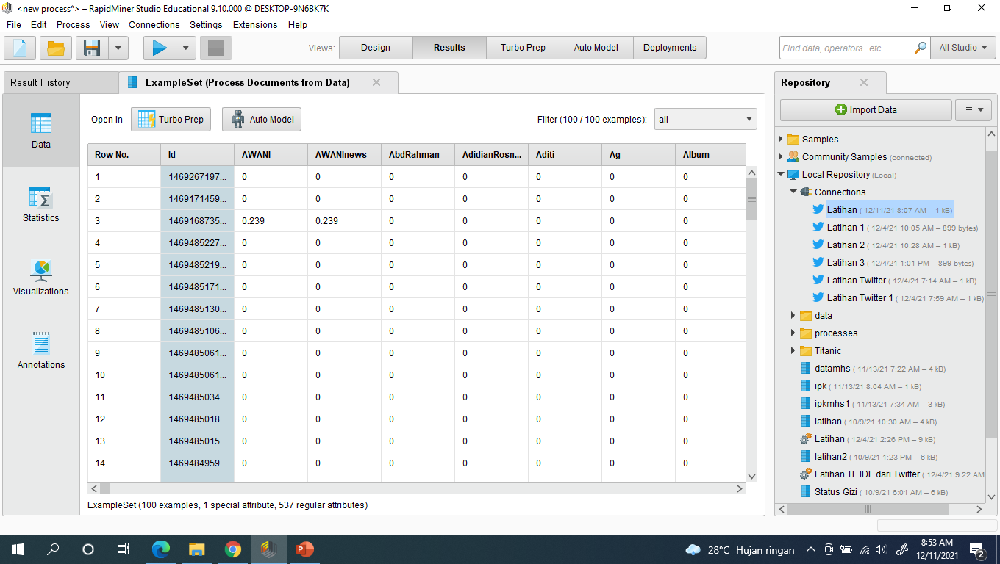 <new process*> – RapidMiner Studio Educational 9.10.000 @ DESKTOP-9N6BK7K
File Edit Process View Connections Settings Extensions Help
Views: Design Results Turbo Prep Auto Model Deployments Find data, operators...etc All Studio
Result History ExampleSet (Process Documents from Data)
Data
Statistics
Visualizations
Annotations
Open in Turbo Prep Auto Model Filter (100 / 100 examples): all
Row No. Id AWANI AWANInews AbdRahman AdidianRosn... Aditi Ag Album
1 1469267197... 0 0 0 0 0 0 0
2 1469171459... 0 0 0 0 0 0 0
3 1469168735... 0.239 0.239 0 0 0 0 0
4 1469485227... 0 0 0 0 0 0 0
5 1469485219... 0 0 0 0 0 0 0
6 1469485171... 0 0 0 0 0 0 0
7 1469485130... 0 0 0 0 0 0 0
8 1469485106... 0 0 0 0 0 0 0
9 1469485061... 0 0 0 0 0 0 0
10 1469485061... 0 0 0 0 0 0 0
11 1469485034... 0 0 0 0 0 0 0
12 1469485018... 0 0 0 0 0 0 0
13 1469485015... 0 0 0 0 0 0 0
14 1469484959... 0 0 0 0 0 0 0
ExampleSet (100 examples, 1 special attribute, 537 regular attributes)
Repository
Import Data
Samples
Community Samples (connected)
Local Repository (Local)
Connections
Latihan ( 12/11/21 8:07 AM – 1 kB)
Latihan 1 ( 12/4/21 10:05 AM – 899 bytes)
Latihan 2 ( 12/4/21 10:28 AM – 1 kB)
Latihan 3 ( 12/4/21 1:01 PM – 899 bytes)
Latihan Twitter ( 12/4/21 7:14 AM – 1 kB)
Latihan Twitter 1 ( 12/4/21 7:59 AM – 1 kB)
data
processes
Titanic
datamhs ( 11/13/21 7:22 AM – 4 kB)
ipk ( 11/13/21 8:04 AM – 1 kB)
ipkmhs1 ( 11/13/21 7:34 AM – 3 kB)
latihan ( 10/9/21 10:30 AM – 4 kB)
Latihan ( 12/4/21 2:26 PM – 9 kB)
latihan2 ( 10/9/21 1:23 PM – 6 kB)
Latihan TF IDF dari Twitter ( 12/4/21 9:22 AM
Status Gizi ( 10/9/21 6:01 AM – 6 kB)
28°C Hujan ringan
8:53 AM
12/11/2021
2